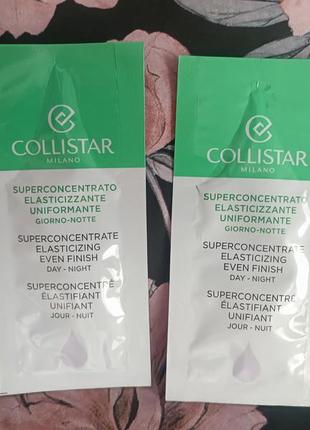 COLLISTAR
MILANO
SUPERCONCENTRATO
ELASTICIZZANTE
UNIFORMANTE
GIORNO-NOTTE
SUPERCONCENTRATE
ELASTICIZING
EVEN FINISH
DAY - NIGHT
SUPERCONCENTRÉ
ÉLASTIFIANT
UNIFIANT
JOUR - NUIT
COLLISTAR
MILANO
SUPERCONCENTRATO
ELASTICIZZANTE
UNIFORMANTE
GIORNO-NOTTE
SUPERCONCENTRATE
ELASTICIZING
EVEN FINISH
DAY - NIGHT
SUPERCONCENTRÉ
ÉLASTIFIANT
UNIFIANT
JOUR - NUIT